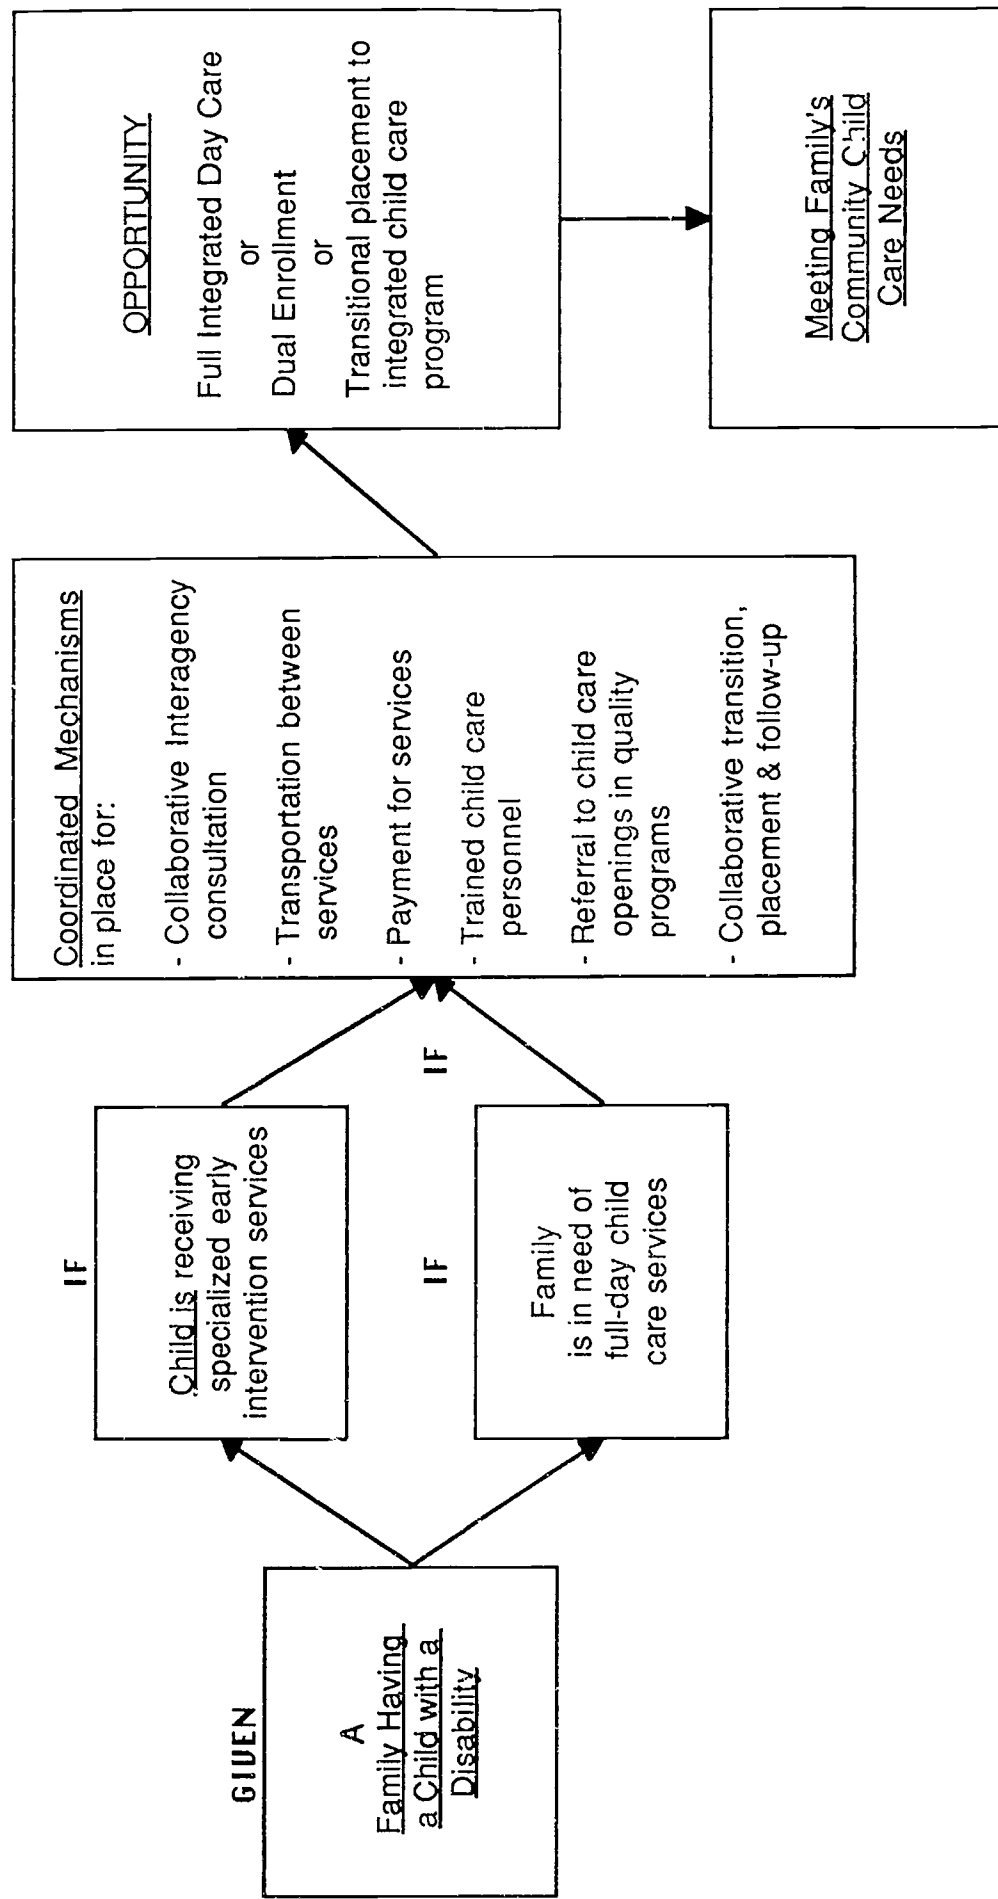 GIVEN
A
Family Having
a Child with a
Disability
IF
Child is receiving
specialized early
intervention services
IF
Family
is in need of
full-day child
care services
IF
Coordinated Mechanisms
in place for:
- Collaborative Interagency
consultation
- Transportation between
services
- Payment for services
- Trained child care
personnel
- Referral to child care
openings in quality
programs
- Collaborative transition,
placement & follow-up
OPPORTUNITY
Full Integrated Day Care
or
Dual Enrollment
or
Transitional placement to
integrated child care
program
Meeting Family's
Community Child
Care Needs